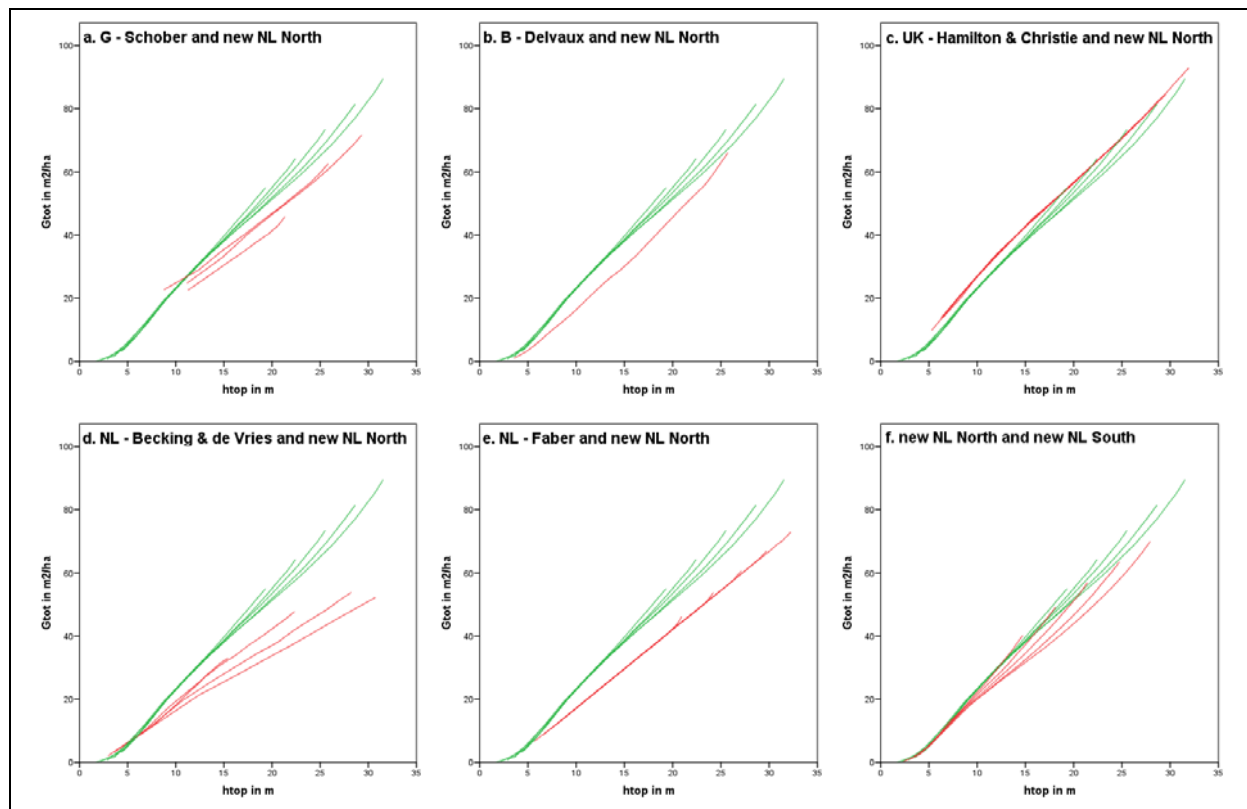 a. G - Schober and new NL North
b. B - Delvaux and new NL North
c. UK - Hamilton & Christie and new NL North
100
80
60
40
20
0
Gtot in m2/ha
0 5 10 15 20 25 30 35
htop in m
100
80
60
40
20
0
Gtot in m2/ha
0 5 10 15 20 25 30 35
htop in m
100
80
60
40
20
0
Gtot in m2/ha
0 5 10 15 20 25 30 35
htop in m
d. NL - Becking & de Vries and new NL North
e. NL - Faber and new NL North
f. new NL North and new NL South
100
80
60
40
20
0
Gtot in m2/ha
0 5 10 15 20 25 30 35
htop in m
100
80
60
40
20
0
Gtot in m2/ha
0 5 10 15 20 25 30 35
htop in m
100
80
60
40
20
0
Gtot in m2/ha
0 5 10 15 20 25 30 35
htop in m